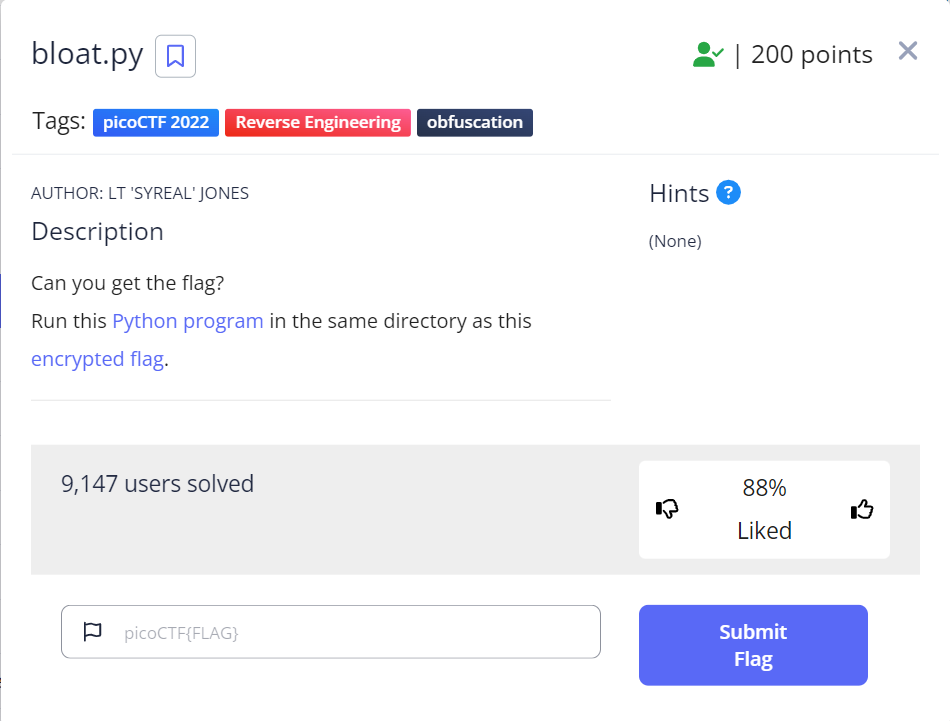 bloat.py
| 200 points
Tags: picoCTF 2022 Reverse Engineering obfuscation
AUTHOR: LT 'SYREAL' JONES
Description
Can you get the flag?
Run this Python program in the same directory as this
encrypted flag.
Hints ?
(None)
9,147 users solved
88%
Liked
picoCTF{FLAG}
Submit
Flag